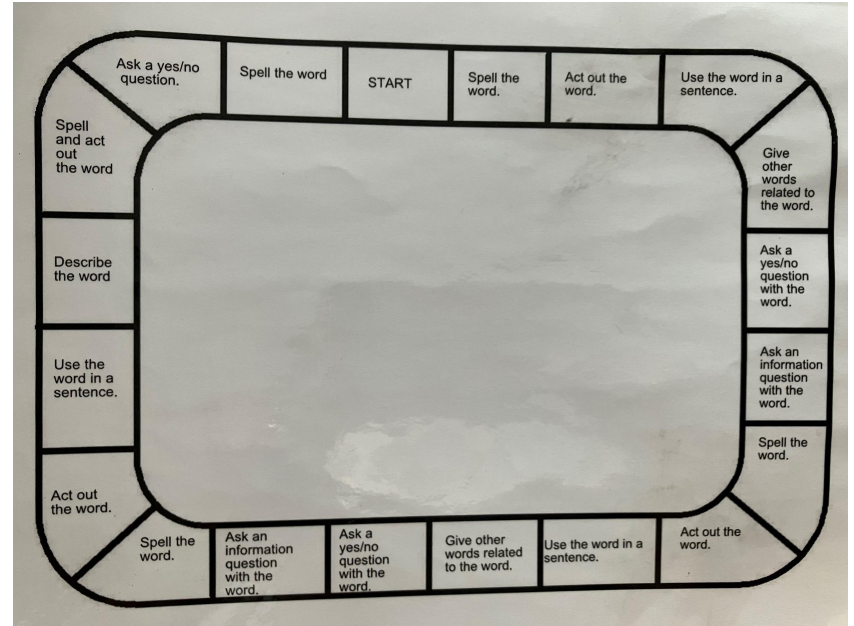 START
Spell the
word.
Act out the
word.
Use the word in a
sentence.
Give
other
words
related to
the word.
Ask a
yes/no
question
with the
word.
Ask an
information
question
with the
word.
Spell the
word.
Act out the
word.
Use the word in a
sentence.
Give other
words related
to the word.
Ask a
yes/no
question
with the
word.
Ask an
information
question
with the
word.
Spell the
word.
Act out
the word.
Use the
word in a
sentence.
Describe
the word
Spell
and act
out
the word
Ask a yes/no
question.
Spell the word